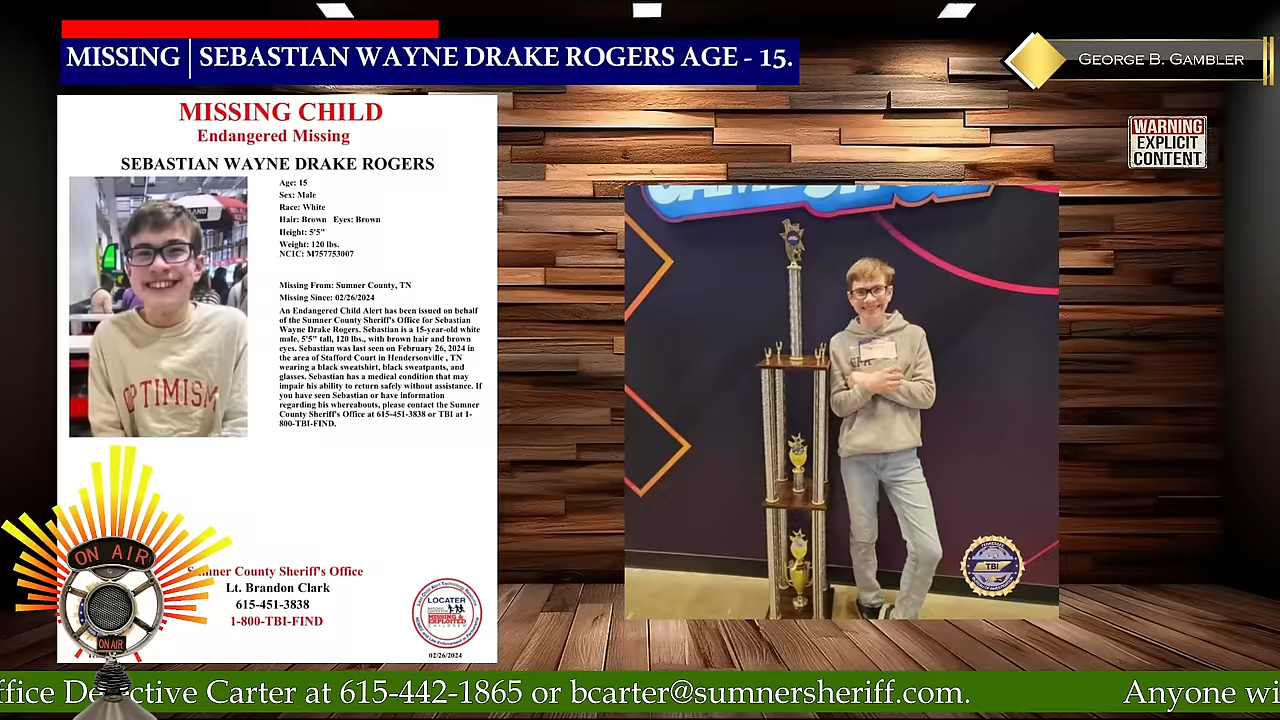 MISSING | SEBASTIAN WAYNE DRAKE ROGERS AGE - 15.
GEORGE B. GAMBLER
WARNING
EXPLICIT
CONTENT
MISSING CHILD
Endangered Missing
SEBASTIAN WAYNE DRAKE ROGERS
Age: 15
Sex: Male
Race: White
Hair: Brown Eyes: Brown
Height: 5'5"
Weight: 120 lbs.
NCIC: M757753007
Missing From: Sumner County, TN
Missing Since: 02/26/2024
An Endangered Child Alert has been issued on behalf
of the Sumner County Sheriff's Office for Sebastian
Wayne Drake Rogers. Sebastian is a 15-year-old white
male, 5'5" tall, 120 lbs., with brown hair and brown
eyes. Sebastian was last seen on February 26, 2024 in
the area of Stafford Court in Hendersonville , TN
wearing a black sweatshirt, black sweatpants, and
glasses. Sebastian has a medical condition that may
impair his ability to return safely without assistance. If
you have seen Sebastian or have information
regarding his whereabouts, please contact the Sumner
County Sheriff's Office at 615-451-3838 or TBI at 1-
800-TBI-FIND.
OPTIMISM
Sumner County Sheriff's Office
Lt. Brandon Clark
615-451-3838
1-800-TBI-FIND
LOCATER
MISSING &
EXPLOITED
CHILDREN
02/26/2024
ON AIR
ON AIR
TENNESSEE
TBI
ffice Detective Carter at 615-442-1865 or bcarter@sumnersheriff.com. Anyone wi